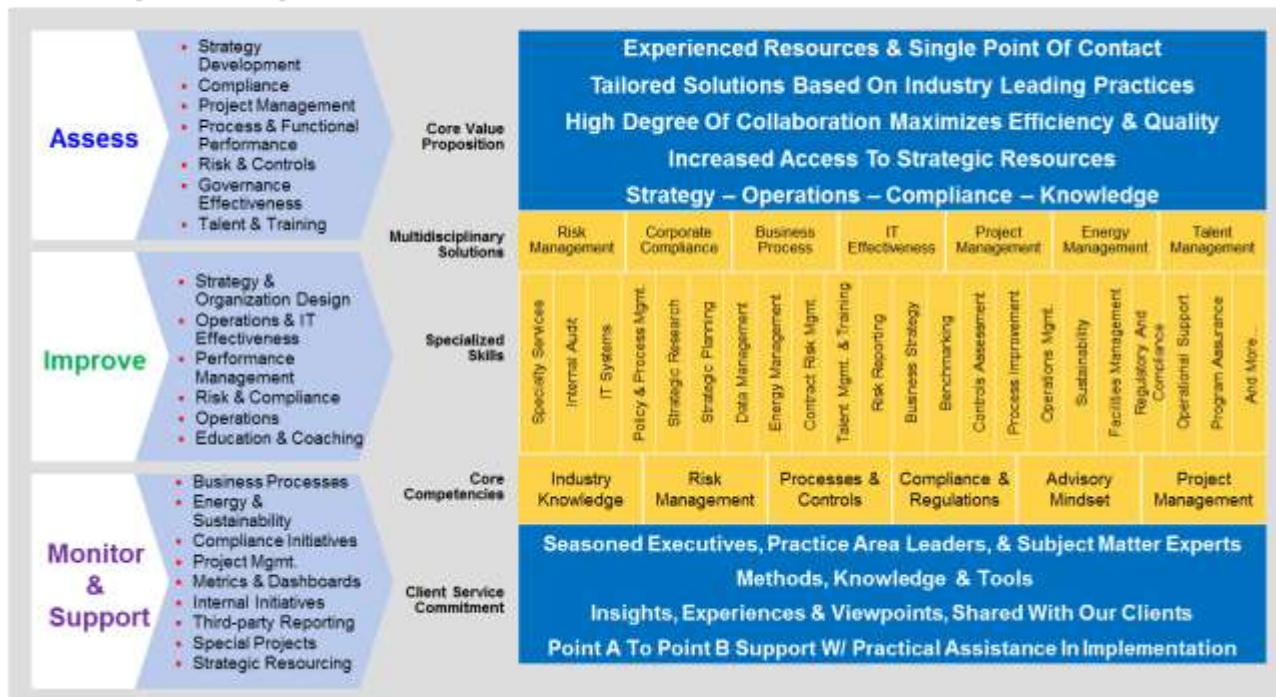 Assess
• Strategy
Development
• Compliance
• Project Management
• Process & Functional
Performance
• Risk & Controls
• Governance
Effectiveness
• Talent & Training
Improve
• Strategy &
Organization Design
• Operations & IT
Effectiveness
• Performance
Management
• Risk & Compliance
• Operations
• Education & Coaching
Monitor
&
Support
• Business Processes
• Energy &
Sustainability
• Compliance Initiatives
• Project Mgmt.
• Metrics & Dashboards
• Internal Initiatives
• Third-party Reporting
• Special Projects
• Strategic Resourcing
Core Value
Proposition
Experienced Resources & Single Point Of Contact
Tailored Solutions Based On Industry Leading Practices
High Degree Of Collaboration Maximizes Efficiency & Quality
Increased Access To Strategic Resources
Strategy – Operations – Compliance – Knowledge
Multidisciplinary
Solutions
Risk
Management
Corporate
Compliance
Business
Process
IT
Effectiveness
Project
Management
Energy
Management
Talent
Management
Specialized
Skills
Specialty Services
Internal Audit
IT Systems
Policy & Process Mgmt.
Strategic Research
Strategic Planning
Data Management
Energy Management
Contract Risk Mgmt.
Talent Mgmt. & Training
Risk Reporting
Business Strategy
Benchmarking
Controls Assessment
Process Improvement
Operations Mgmt.
Sustainability
Facilities Management
Regulatory And
Compliance
Operational Support
Program Assurance
And More...
Core
Competencies
Industry
Knowledge
Risk
Management
Processes &
Controls
Compliance &
Regulations
Advisory
Mindset
Project
Management
Client Service
Commitment
Seasoned Executives, Practice Area Leaders, & Subject Matter Experts
Methods, Knowledge & Tools
Insights, Experiences & Viewpoints, Shared With Our Clients
Point A To Point B Support W/ Practical Assistance In Implementation